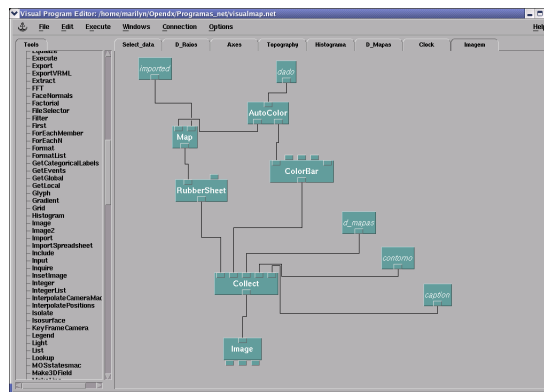 Visual Program Editor: /home/marilyn/Opendx/Programas_net/visualmap.net
File Edit Execute Windows Connection Options Help
Tools
Select_data D_Raios Axes Topography Histograma D_Mapas Clock Imagem
Equalize
Execute
Export
ExportVRML
Extract
FFT
FaceNormals
Factorial
FileSelector
Filter
First
ForEachMember
ForEachN
Format
FormatList
GetCategoricalLabels
GetEvents
GetGlobal
GetLocal
Glyph
Gradient
Grid
Histogram
Image
Image2
Import
ImportSpreadsheet
Include
Input
Inquire
InsetImage
Integer
IntegerList
InterpolateCameraMac
InterpolatePositions
Isolate
Isosurface
KeyFrameCamera
Legend
Light
List
Lookup
MOSstatesmac
Make3DField
imported
dado
AutoColor
Map
ColorBar
RubberSheet
d_mapas
contorno
Collect
caption
Image